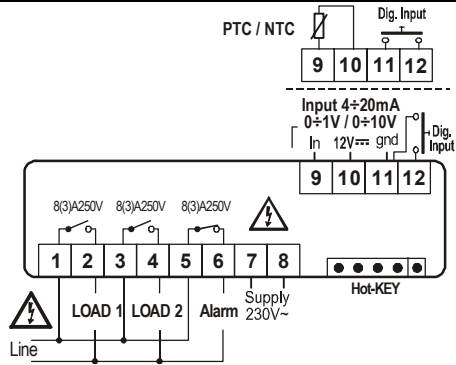 PTC / NTC
Dig. Input
9 10 11 12
Input 4÷20mA
0÷1V / 0÷10V
In 12V⎓ gnd
Dig.
Input
9 10 11 12
8(3)A250V 8(3)A250V 8(3)A250V
1 2 3 4 5 6 7 8
Hot-KEY
LOAD 1 LOAD 2 Alarm Supply
230V~
Line